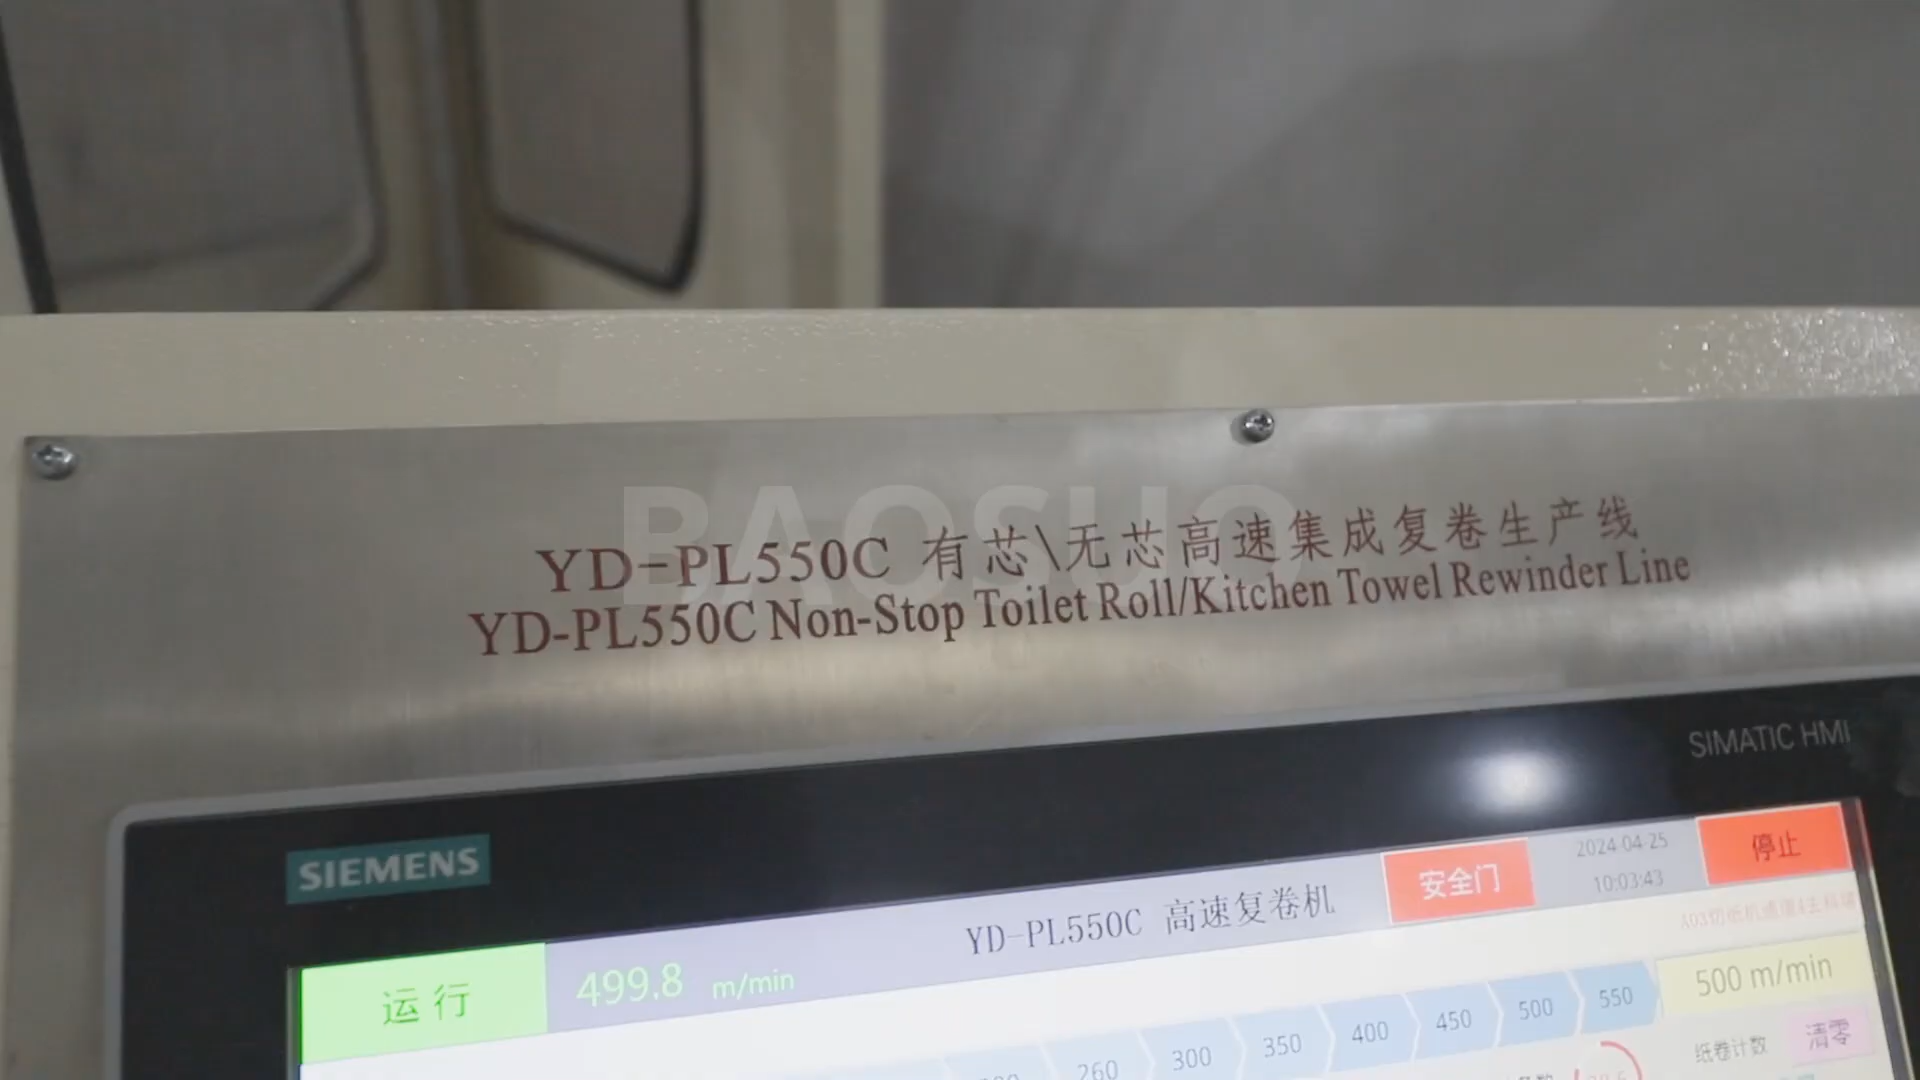 BAOSUO
YD-PL550C 有芯\无芯高速集成复卷生产线
YD-PL550C Non-Stop Toilet Roll/Kitchen Towel Rewinder Line
SIMATIC HMI
SIEMENS
YD-PL550C 高速复卷机
安全门
2024-04-25
10:03:43
停止
运行
499.8 m/min
260 300 350 400 450 500 550
500 m/min
纸卷计数
清零